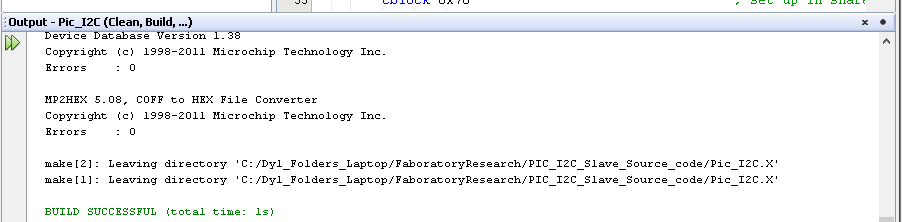 53 cblock 0x70 ; set up in share
Output - Pic_I2C (Clean, Build, ...)
Device Database Version 1.38
Copyright (c) 1998-2011 Microchip Technology Inc.
Errors    : 0
MP2HEX 5.08, COFF to HEX File Converter
Copyright (c) 1998-2011 Microchip Technology Inc.
Errors    : 0
make[2]: Leaving directory 'C:/Dyl_Folders_Laptop/FaboratoryResearch/PIC_I2C_Slave_Source_code/Pic_I2C.X'
make[1]: Leaving directory 'C:/Dyl_Folders_Laptop/FaboratoryResearch/PIC_I2C_Slave_Source_code/Pic_I2C.X'
BUILD SUCCESSFUL (total time: 1s)